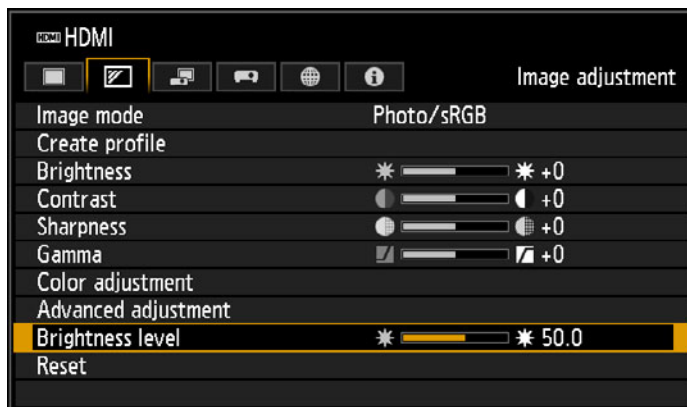 HDMI HDMI
Image adjustment
Image mode Photo/sRGB
Create profile
Brightness +0
Contrast +0
Sharpness +0
Gamma +0
Color adjustment
Advanced adjustment
Brightness level 50.0
Reset